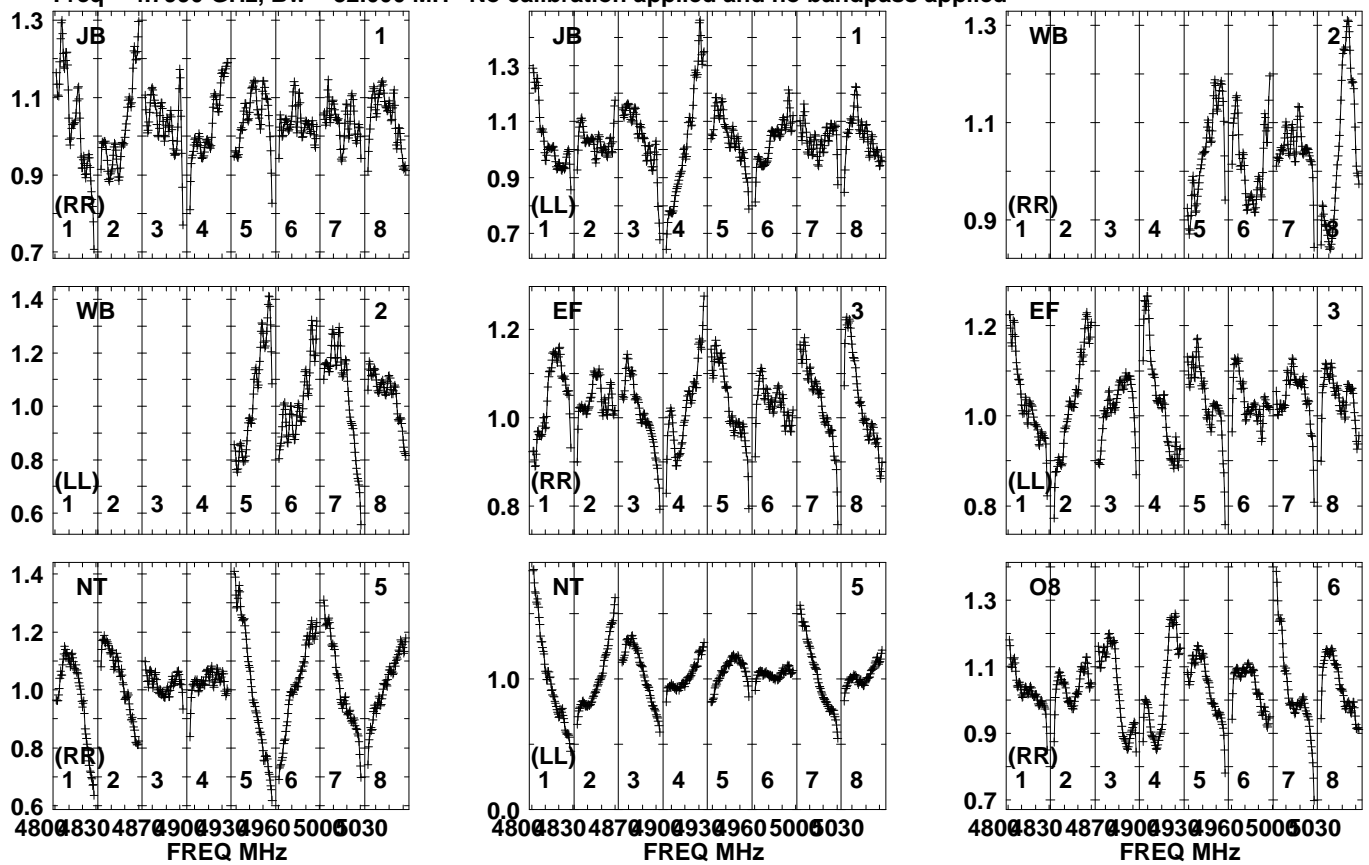 No calibration applied and no bandpass applied
JB 1
1.3
1.1
0.9
0.7
(RR)
1 2 3 4 5 6 7 8
JB 1
1.3
1.1
0.9
0.7
(LL)
1 2 3 4 5 6 7 8
WB 2
1.3
1.1
0.9
(RR)
1 2 3 4 5 6 7 8
WB 2
1.4
1.2
1.0
0.8
0.6
(LL)
1 2 3 4 5 6 7 8
EF 3
1.2
1.0
0.8
(RR)
1 2 3 4 5 6 7 8
EF 3
1.2
1.0
0.8
(LL)
1 2 3 4 5 6 7 8
NT 5
1.4
1.2
1.0
0.8
0.6
(RR)
1 2 3 4 5 6 7 8
4800 4830 4870 4900 4930 4960 5000 5030
FREQ MHz
NT 5
1.0
0.0
(LL)
1 2 3 4 5 6 7 8
4800 4830 4870 4900 4930 4960 5000 5030
FREQ MHz
O8 6
1.3
1.1
0.9
0.7
(RR)
1 2 3 4 5 6 7 8
4800 4830 4870 4900 4930 4960 5000 5030
FREQ MHz